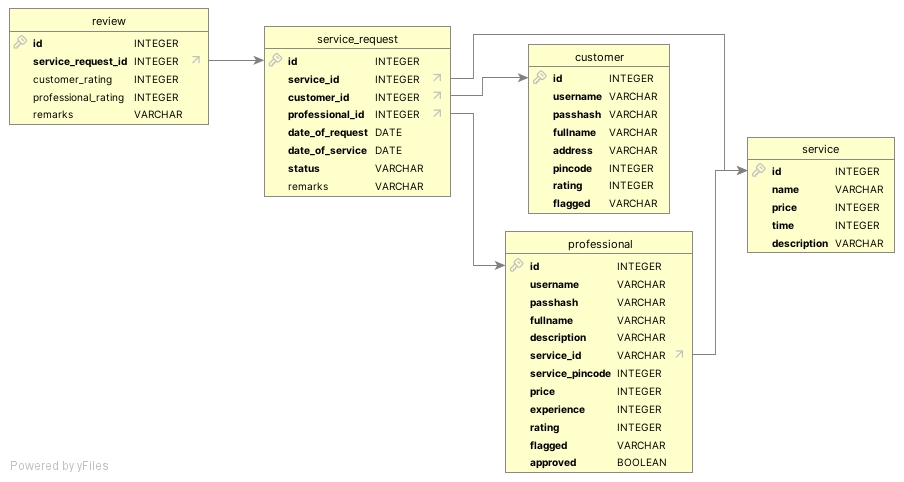 review
id INTEGER
service_request_id INTEGER
customer_rating INTEGER
professional_rating INTEGER
remarks VARCHAR
service_request
id INTEGER
service_id INTEGER
customer_id INTEGER
professional_id INTEGER
date_of_request DATE
date_of_service DATE
status VARCHAR
remarks VARCHAR
customer
id INTEGER
username VARCHAR
passhash VARCHAR
fullname VARCHAR
address VARCHAR
pincode INTEGER
rating INTEGER
flagged VARCHAR
service
id INTEGER
name VARCHAR
price INTEGER
time INTEGER
description VARCHAR
professional
id INTEGER
username VARCHAR
passhash VARCHAR
fullname VARCHAR
description VARCHAR
service_id VARCHAR
service_pincode INTEGER
price INTEGER
experience INTEGER
rating INTEGER
flagged VARCHAR
approved BOOLEAN
Powered by yFiles